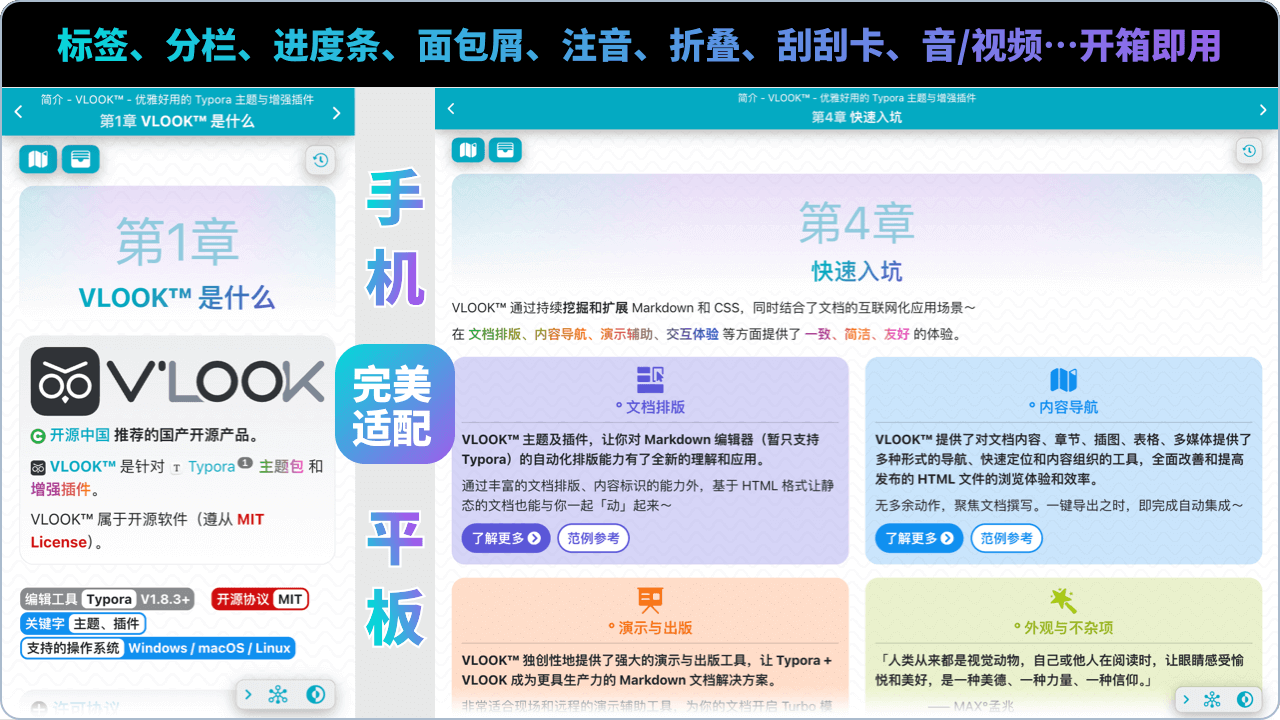 标签、分栏、进度条、面包屑、注音、折叠、刮刮卡、音/视频…开箱即用
简介 - VLOOK™ - 优雅好用的 Typora 主题与增强插件
第1章 VLOOK™ 是什么
第1章
VLOOK™ 是什么
V'LOOK
开源中国 推荐的国产开源产品。
VLOOK™ 是针对 T Typora 1 主题包 和
增强插件。
VLOOK™ 属于开源软件（遵从 MIT
License）。
编辑工具 Typora V1.8.3+ 开源协议 MIT
关键字 主题、插件
支持的操作系统 Windows / macOS / Linux
许可协议
手机
完美
适配
平板
简介 - VLOOK™ - 优雅好用的 Typora 主题与增强插件
第4章 快速入坑
第4章
快速入坑
VLOOK™ 通过持续挖掘和扩展 Markdown 和 CSS，同时结合了文档的互联网化应用场景～
在 文档排版、内容导航、演示辅助、交互体验 等方面提供了 一致、简洁、友好 的体验。
文档排版
VLOOK™ 主题及插件，让你对 Markdown 编辑器（暂只支持
Typora）的自动化排版能力有了全新的理解和应用。
通过丰富的文档排版、内容标识的能力外，基于 HTML 格式让静
态的文档也能与你一起「动」起来～
了解更多 范例参考
内容导航
VLOOK™ 提供了对文档内容、章节、插图、表格、多媒体提供了
多种形式的导航、快速定位和内容组织的工具，全面改善和提高
发布的 HTML 文件的浏览体验和效率。
无多余动作，聚焦文档撰写。一键导出之时，即完成自动集成～
了解更多 范例参考
演示与出版
VLOOK™ 独创性地提供了强大的演示与出版工具，让 Typora +
VLOOK 成为更具生产力的 Markdown 文档解决方案。
非常适合现场和远程的演示辅助工具，为你的文档开启 Turbo 模
外观与不杂项
「人类从来都是视觉动物，自己或他人在阅读时，让眼睛感受愉
悦和美好，是一种美德、一种力量、一种信仰。」
—— MAX°孟兆